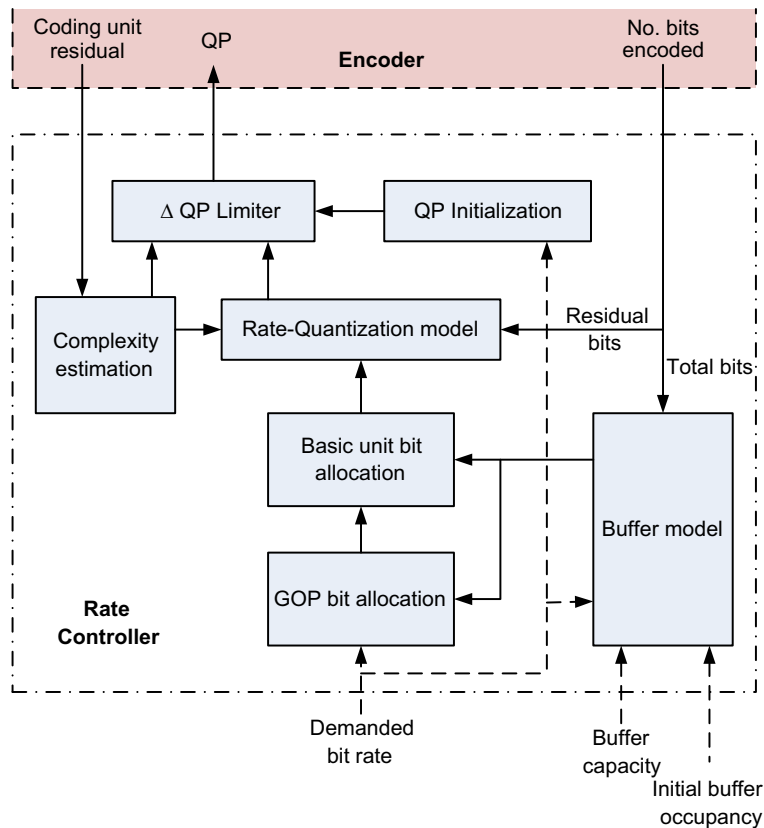 Coding unit
residual
QP
No. bits
encoded
Encoder
Δ QP Limiter
QP Initialization
Complexity
estimation
Rate-Quantization model
Residual
bits
Total bits
Basic unit bit
allocation
Buffer model
GOP bit allocation
Rate
Controller
Demanded
bit rate
Buffer
capacity
Initial buffer
occupancy